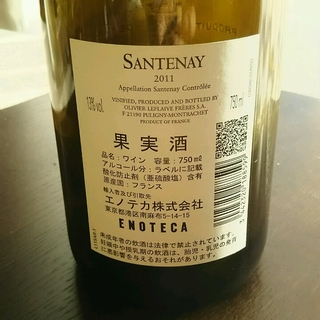 SANTENAY
2011
Appellation Santenay Contrôlée
VINIFIED, PRODUCED AND BOTTLED BY
OLIVIER LEFLAIVE FRÈRES S.A.
F 21190 PULIGNY-MONTRACHET
PRODUCT OF FRANCE
13%vol
750ml
果実酒
品名：ワイン 容量：750mℓ
アルコール分：ラベルに記載
酸化防止剤（亜硫酸塩）含有
原産国：フランス
輸入者及び引取先
エノテカ株式会社
東京都港区南麻布5-14-15
ENOTECA
未成年者の飲酒は法律で禁止されています。
妊娠中や授乳期の飲酒は、胎児・乳児の発育
に悪影響を与えるおそれがあります。